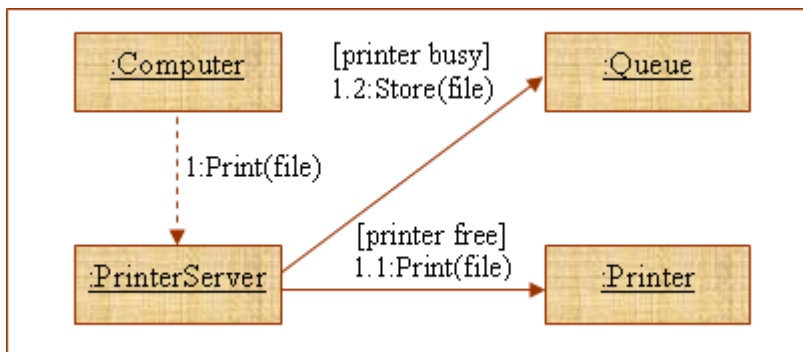 :Computer
[printer busy]
1.2:Store(file)
:Queue
1:Print(file)
[printer free]
1.1:Print(file)
:PrinterServer
:Printer